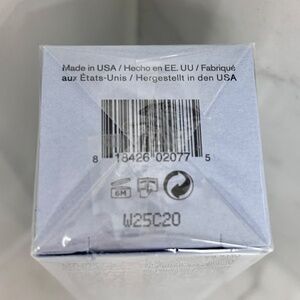 Made in USA / Hecho en EE. UU / Fabriqué
aux États-Unis / Hergestellt in den USA
8 18426 02077 5
6M
W25C20